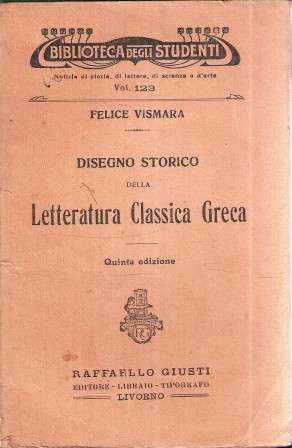 BIBLIOTECA DEGLI STUDENTI
Notizie di storia, di lettere, di scienze e d'arte
Vol. 123
FELICE VISMARA
DISEGNO STORICO
DELLA
Letteratura Classica Greca
Quinta edizione
RAFFAELLO GIUSTI
EDITORE - LIBRAIO - TIPOGRAFO
LIVORNO